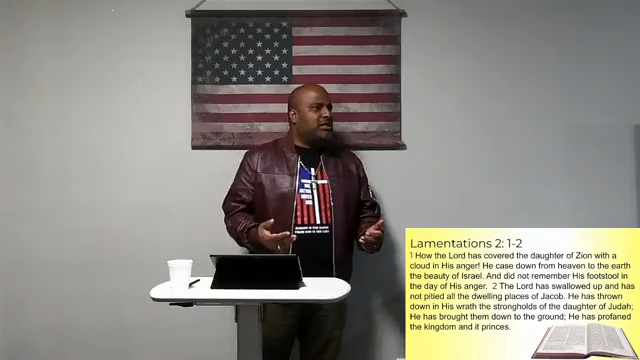 Lamentations 2: 1-2
1 How the Lord has covered the daughter of Zion with a
cloud in His anger! He case down from heaven to the earth
the beauty of Israel. And did not remember His footstool in
the day of His anger. 2 The Lord has swallowed up and has
not pitied all the dwelling places of Jacob. He has thrown
down in His wrath the strongholds of the daughter of Judah;
He has brought them down to the ground; He has profaned
the kingdom and it princes.